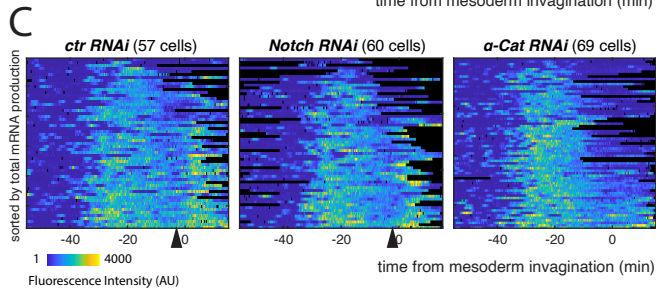 time from mesoderm invagination (min)
C
ctr RNAi (57 cells)
Notch RNAi (60 cells)
α-Cat RNAi (69 cells)
sorted by total mRNA production
-40 -20
-40 -20
-40 -20 0
1 4000
Fluorescence Intensity (AU)
time from mesoderm invagination (min)